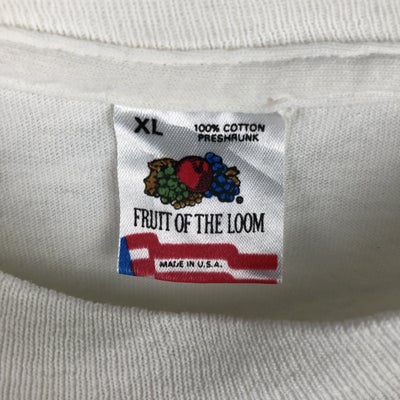 XL
100% COTTON
PRESHRUNK
FRUIT OF THE LOOM
®
MADE IN U.S.A.